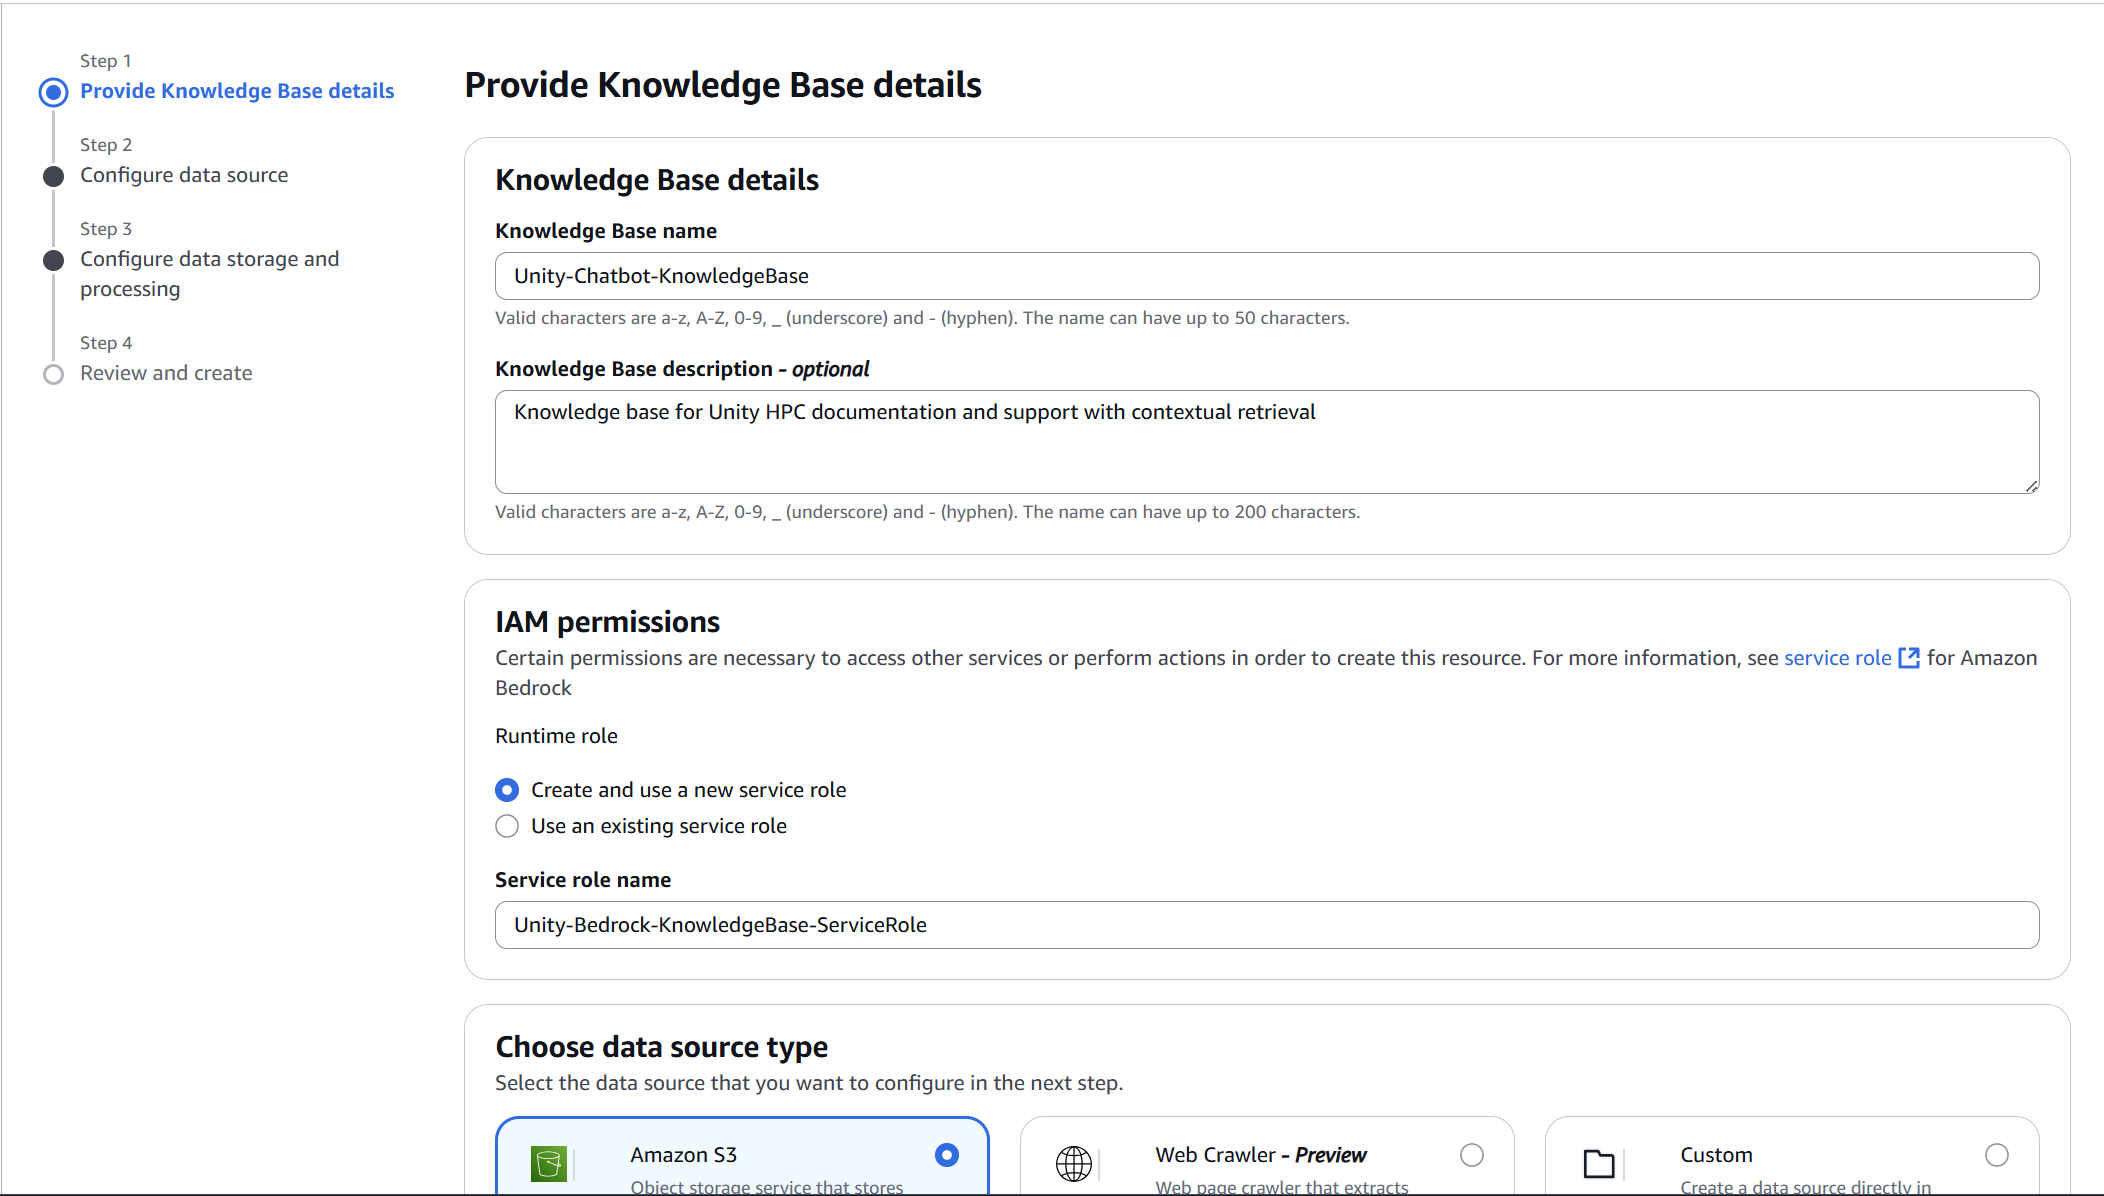 Step 1
Provide Knowledge Base details
Step 2
Configure data source
Step 3
Configure data storage and
processing
Step 4
Review and create
Provide Knowledge Base details
Knowledge Base details
Knowledge Base name
Unity-Chatbot-KnowledgeBase
Valid characters are a-z, A-Z, 0-9, _ (underscore) and - (hyphen). The name can have up to 50 characters.
Knowledge Base description - optional
Knowledge base for Unity HPC documentation and support with contextual retrieval
Valid characters are a-z, A-Z, 0-9, _ (underscore) and - (hyphen). The name can have up to 200 characters.
IAM permissions
Certain permissions are necessary to access other services or perform actions in order to create this resource. For more information, see service role for Amazon
Bedrock
Runtime role
Create and use a new service role
Use an existing service role
Service role name
Unity-Bedrock-KnowledgeBase-ServiceRole
Choose data source type
Select the data source that you want to configure in the next step.
Amazon S3
Object storage service that stores
Web Crawler - Preview
Web page crawler that extracts
Custom
Create a data source directly in